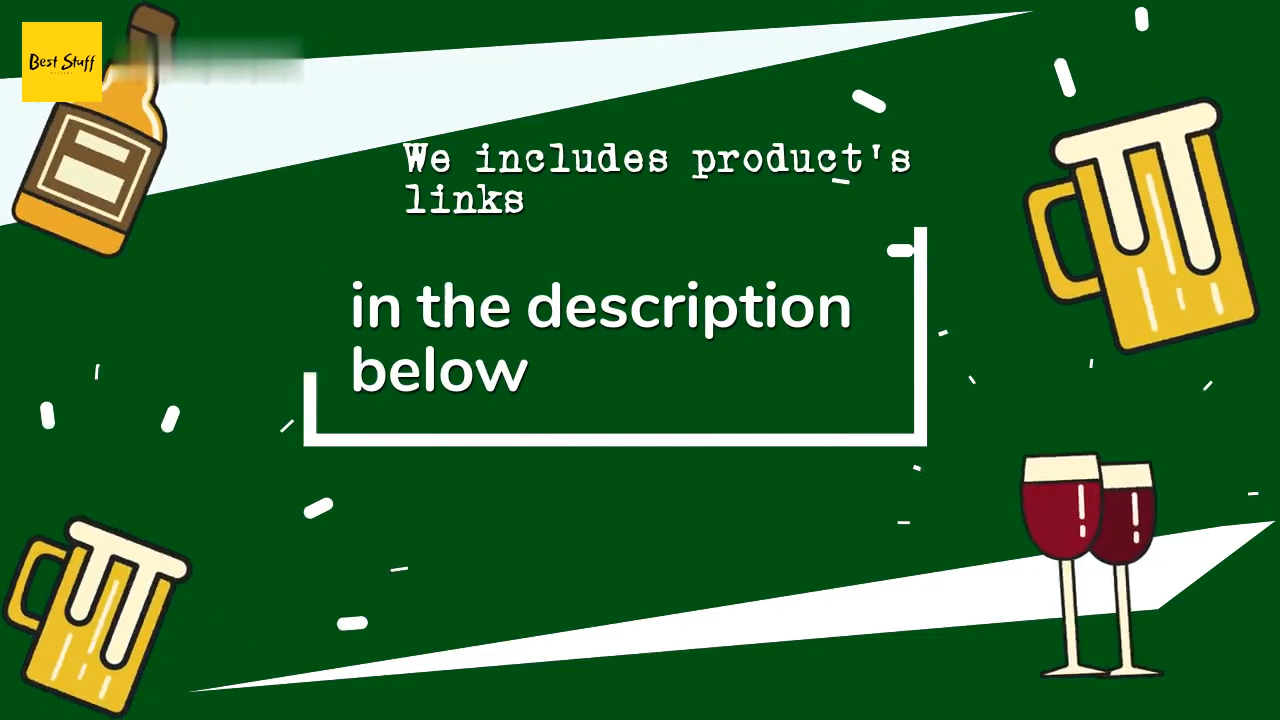 Best Stuff
We includes product's
links
in the description
below